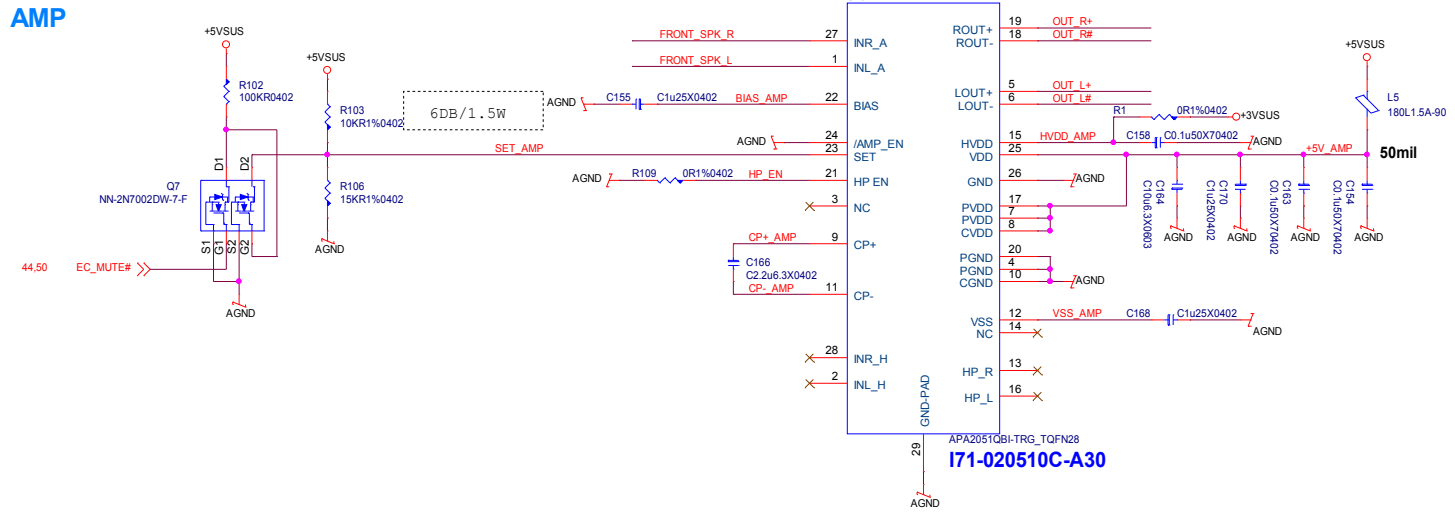 AMP
+5VSUS
R102
100KR0402
+5VSUS
R103
10KR1%0402
6DB/1.5W
SET_AMP
R106
15KR1%0402
AGND
D1
D2
Q7
NN-2N7002DW-7-F
S1
G1
S2
G2
44,50
EC_MUTE#
AGND
FRONT_SPK_R
27
INR_A
FRONT_SPK_L
1
INL_A
AGND
C155
C1u25X0402
BIAS_AMP
22
BIAS
AGND
24
/AMP_EN
23
SET
AGND
R109
0R1%0402
HP_EN
21
HP EN
3
NC
CP+_AMP
9
CP+
C166
C2.2u6.3X0402
CP-_AMP
11
CP-
28
INR_H
2
INL_H
GND-PAD
29
AGND
ROUT+
19
OUT_R+
ROUT-
18
OUT_R#
LOUT+
5
OUT_L+
LOUT-
6
OUT_L#
R1
0R1%0402
+3VSUS
HVDD
15
HVDD_AMP
C158
C0.1u50X70402
AGND
VDD
25
+5V_AMP
50mil
+5VSUS
L5
180L1.5A-90
GND
26
AGND
PVDD
17
PVDD
7
CVDD
8
C164
C10u6.3X0603
AGND
C170
C1u25X0402
AGND
C163
C0.1u50X70402
AGND
C154
C0.1u50X70402
AGND
PGND
20
PGND
4
CGND
10
AGND
VSS
12
VSS_AMP
C168
C1u25X0402
AGND
NC
14
HP_R
13
HP_L
16
APA2051QBI-TRG_TQFN28
I71-020510C-A30